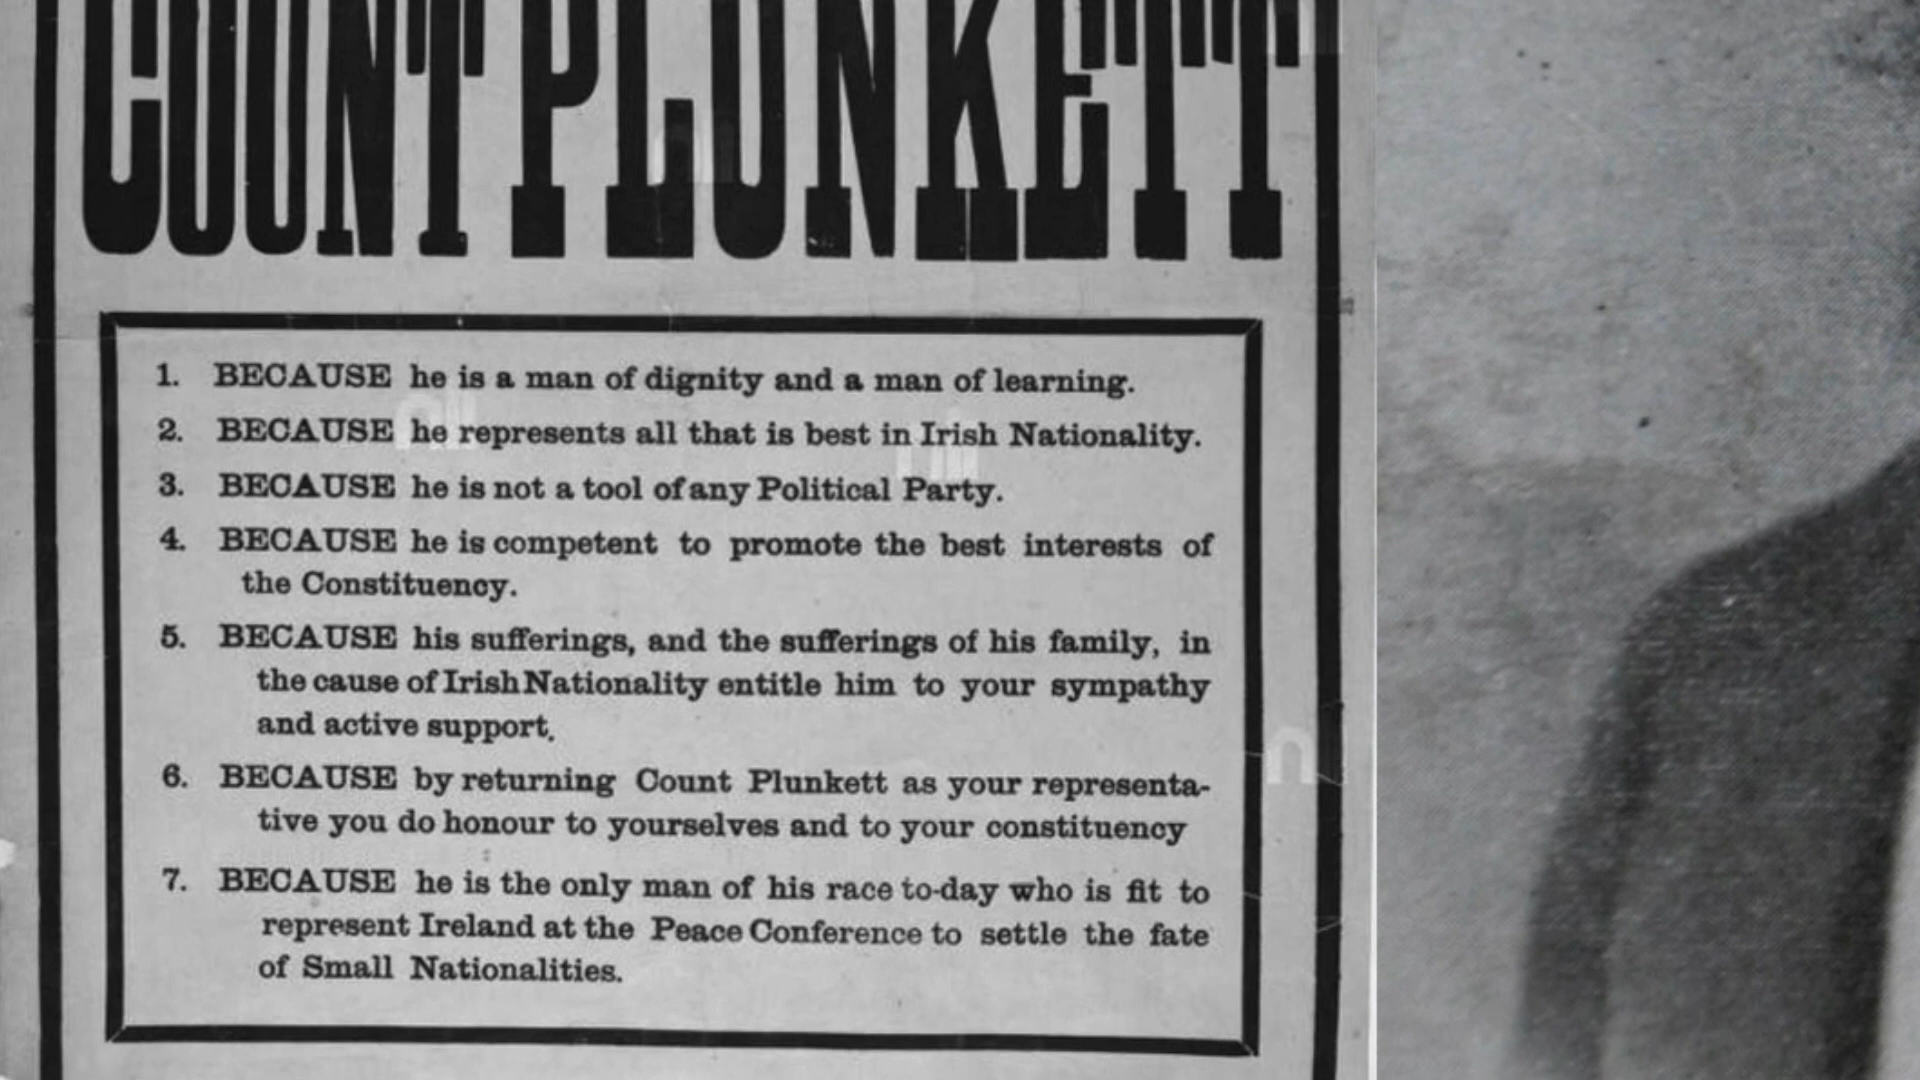 COUNT PLUNKETT
1. BECAUSE he is a man of dignity and a man of learning.
2. BECAUSE he represents all that is best in Irish Nationality.
3. BECAUSE he is not a tool of any Political Party.
4. BECAUSE he is competent to promote the best interests of
the Constituency.
5. BECAUSE his sufferings, and the sufferings of his family, in
the cause of Irish Nationality entitle him to your sympathy
and active support.
6. BECAUSE by returning Count Plunkett as your representa-
tive you do honour to yourselves and to your constituency
7. BECAUSE he is the only man of his race to-day who is fit to
represent Ireland at the Peace Conference to settle the fate
of Small Nationalities.